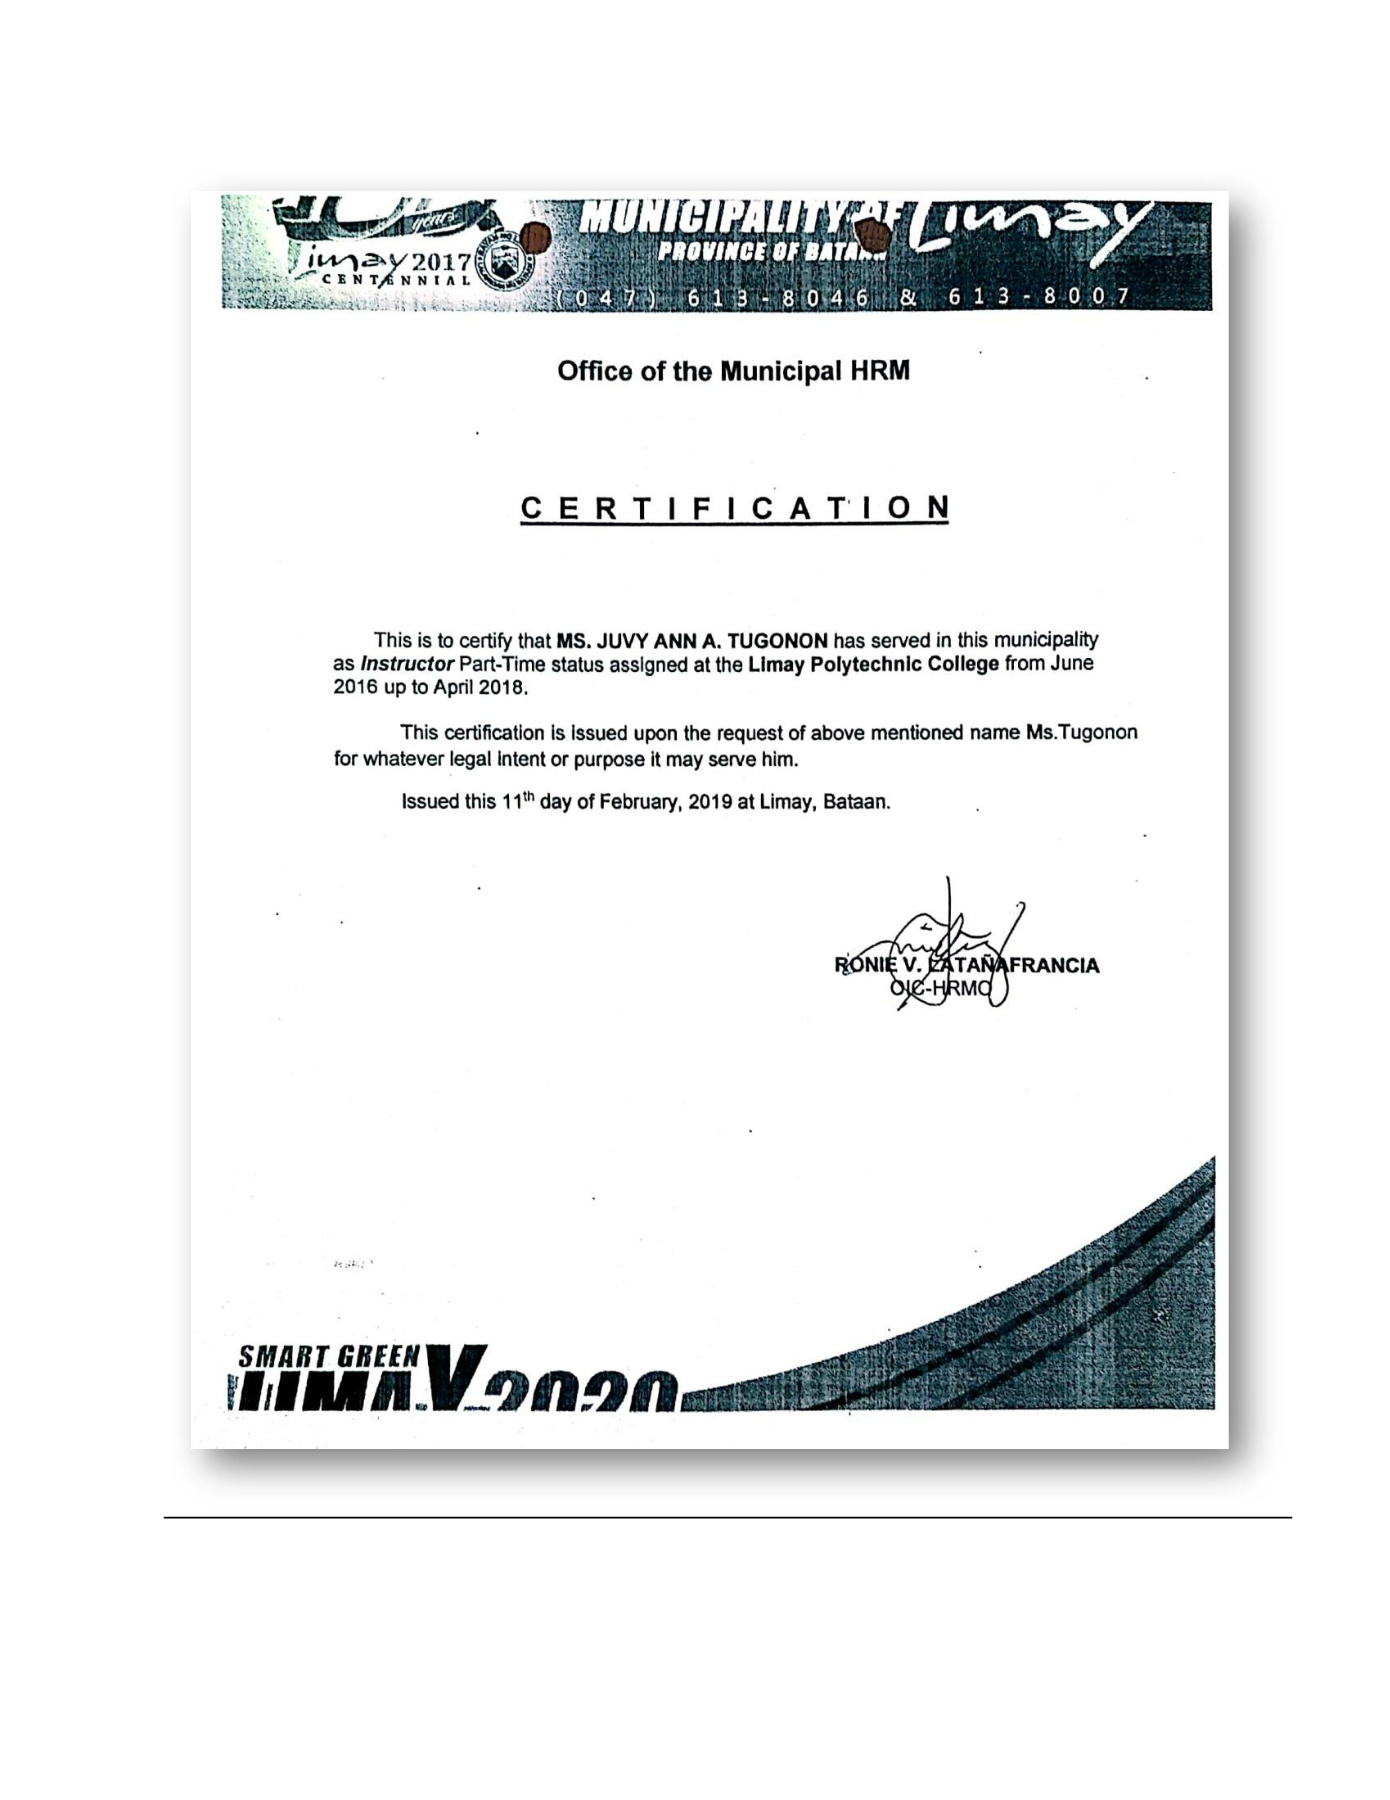 years
MUNICIPALITY OF Limay
PROVINCE OF BATAAN
Limay 2017
CENTENNIAL
(047) 613-8046 & 613-8007
Office of the Municipal HRM
CERTIFICATION
This is to certify that MS. JUVY ANN A. TUGONON has served in this municipality
as Instructor Part-Time status assigned at the Limay Polytechnic College from June
2016 up to April 2018.
This certification is issued upon the request of above mentioned name Ms.Tugonon
for whatever legal intent or purpose it may serve him.
Issued this 11th day of February, 2019 at Limay, Bataan.
RONIE V. LATAÑAFRANCIA
OIC-HRMO
SMART GREEN
LIMAY 2020